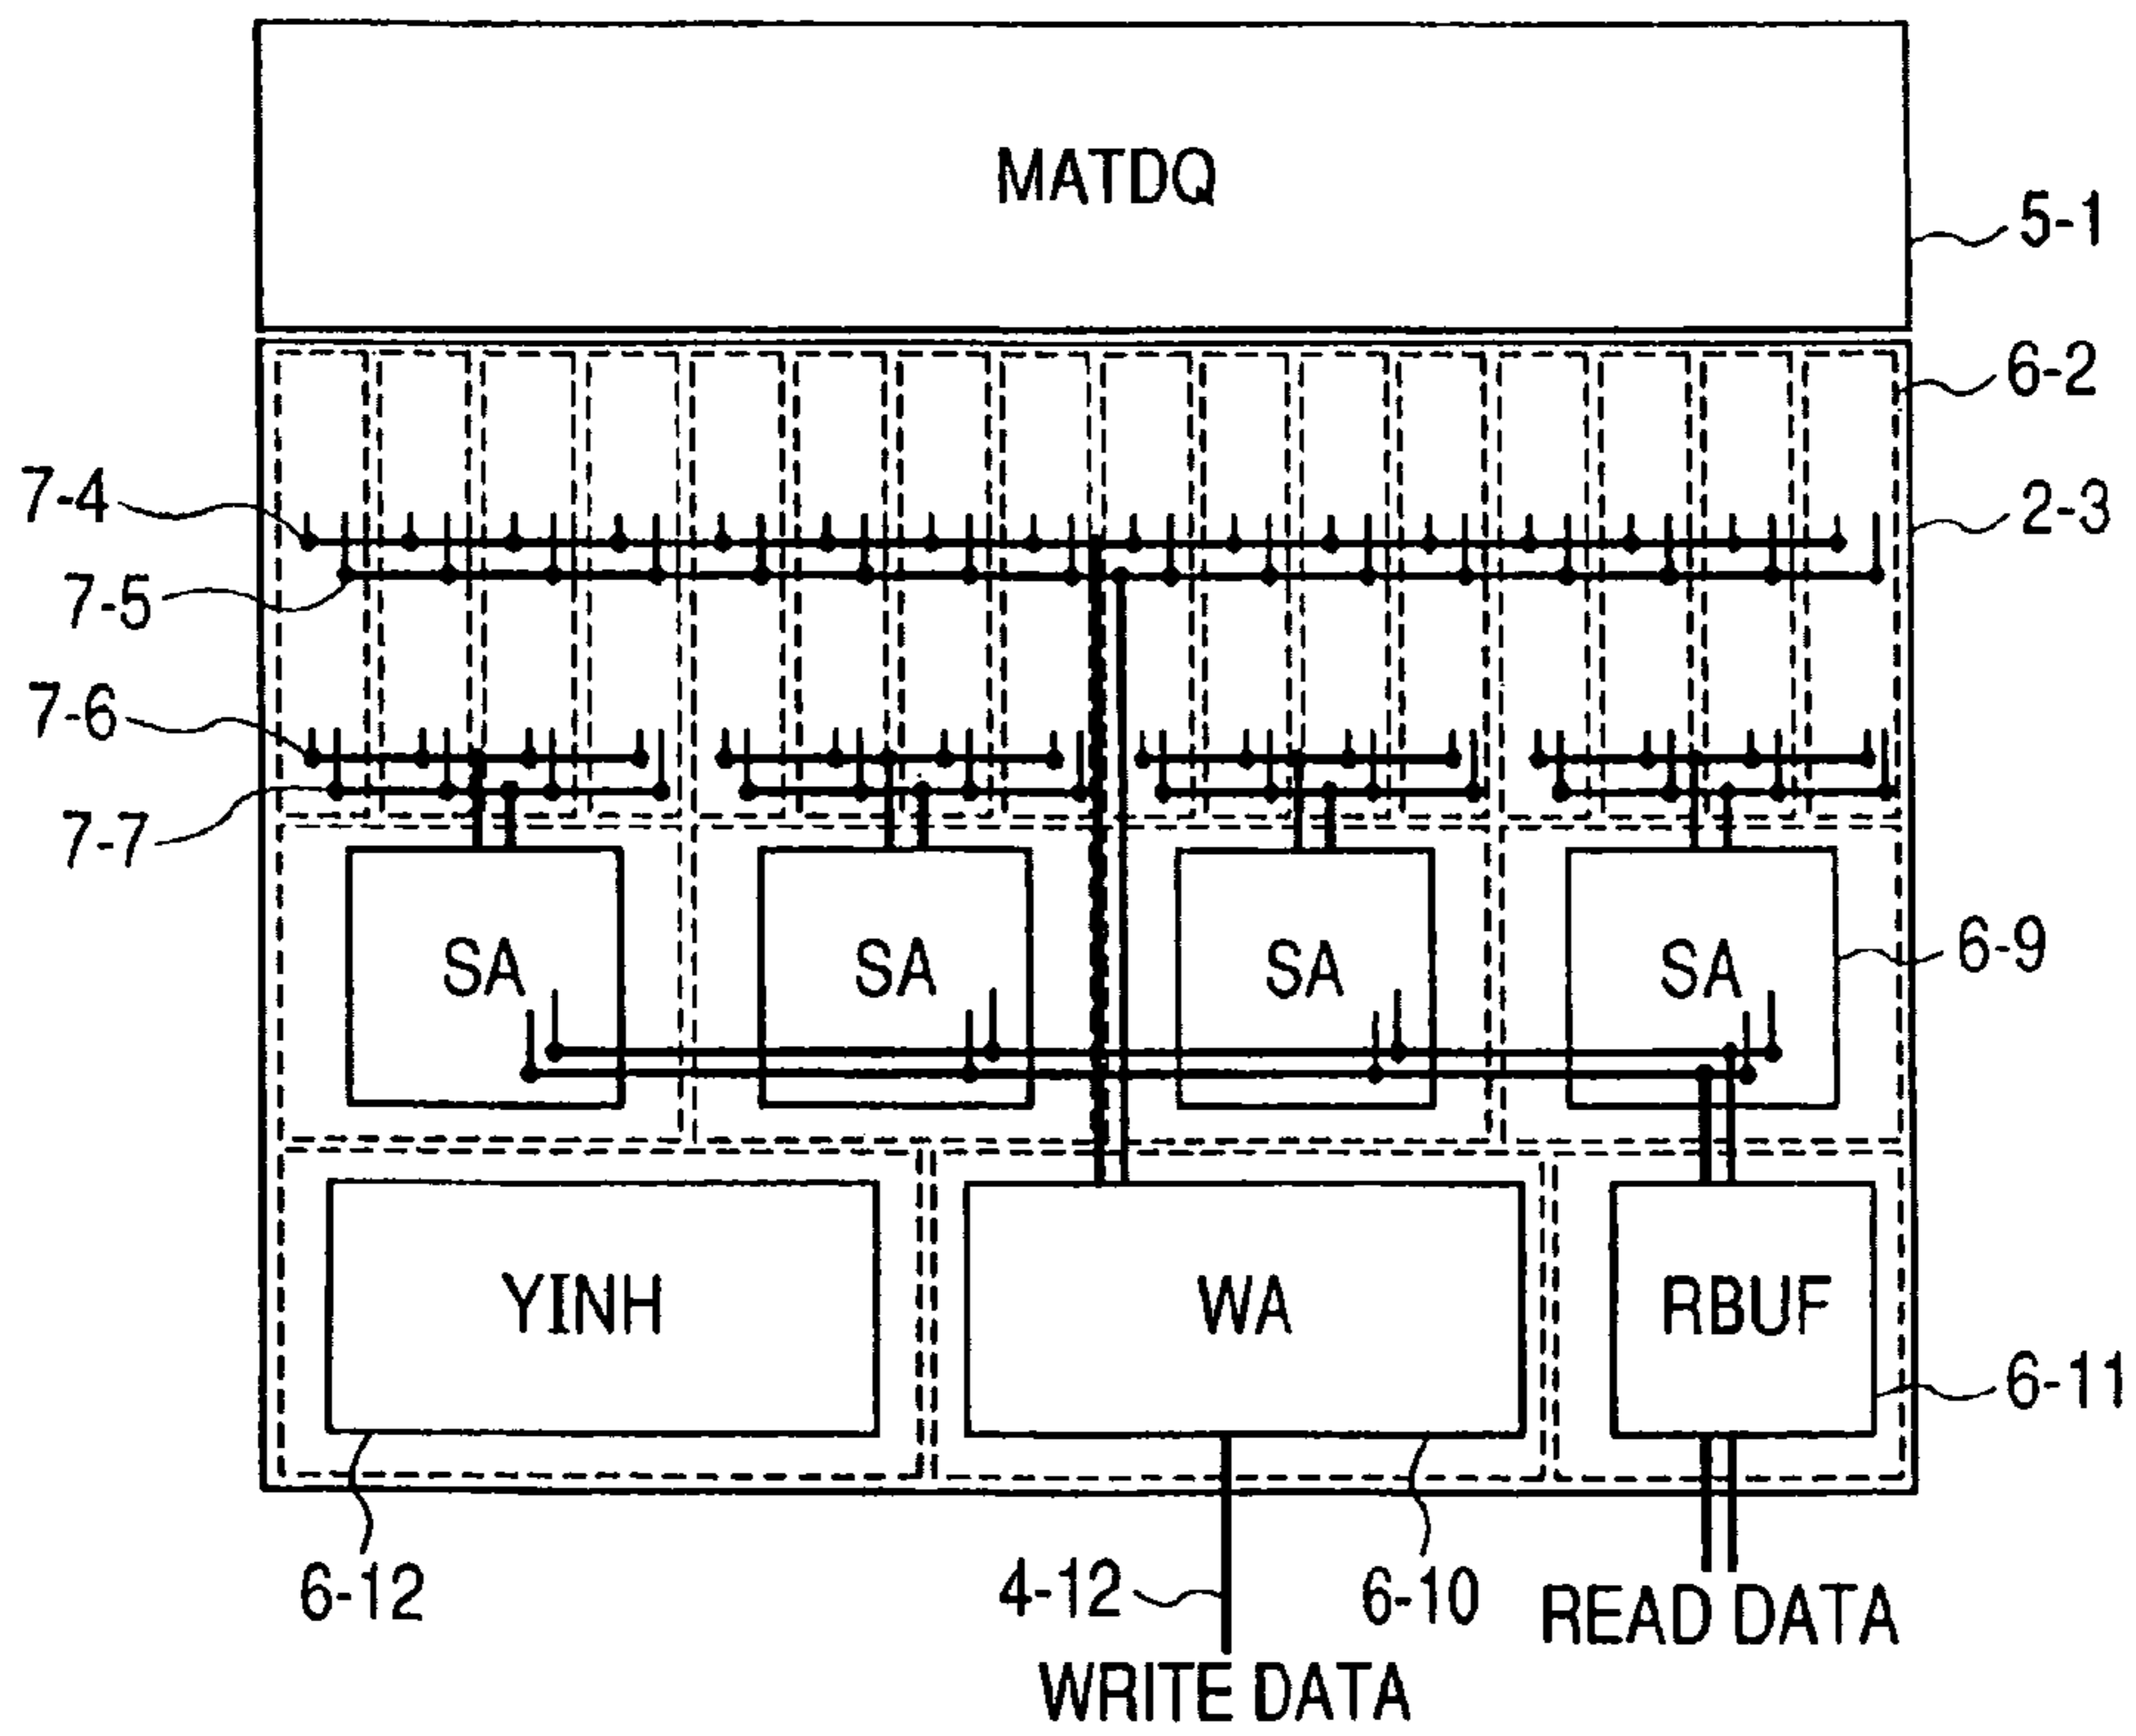 MATDQ
5-1
6-2
7-4
2-3
7-5
7-6
7-7
SA SA SA SA
6-9
YINH WA RBUF
6-11
6-12
4-12
6-10
READ DATA
WRITE DATA